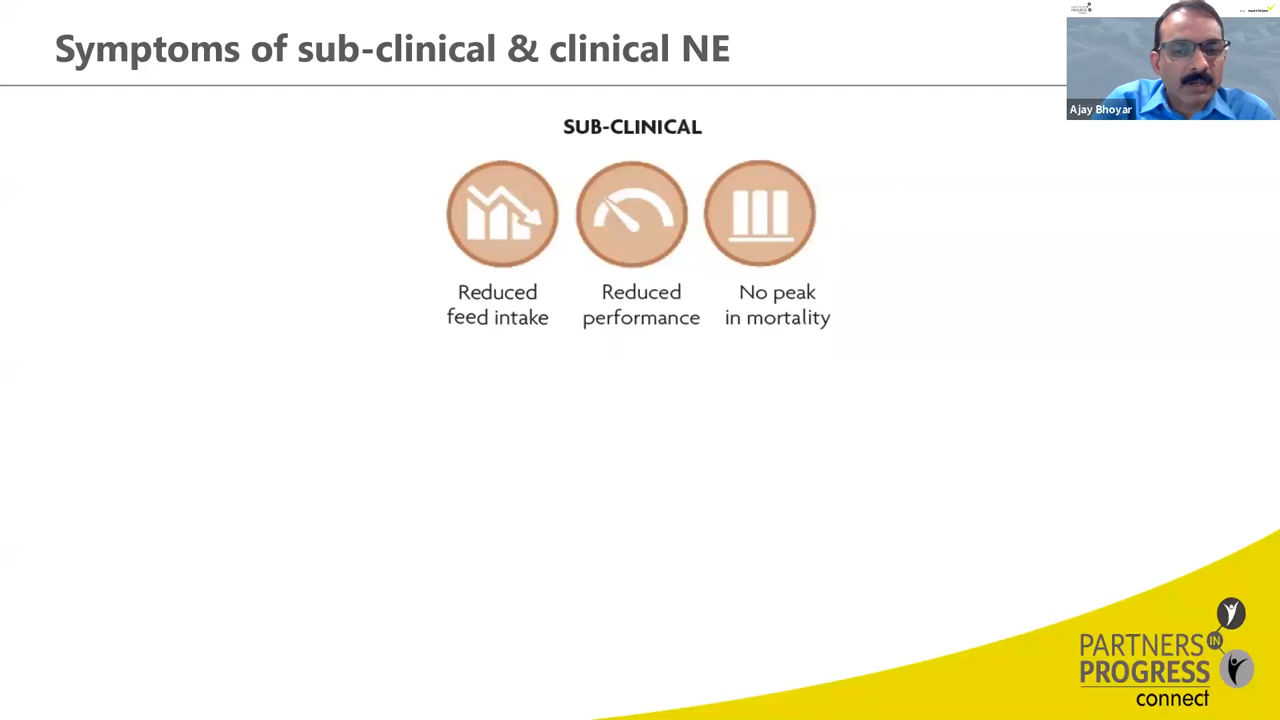 Symptoms of sub-clinical & clinical NE
Ajay Bhoyar
SUB-CLINICAL
Reduced
feed intake
Reduced
performance
No peak
in mortality
PARTNERS
IN
PROGRESS
connect